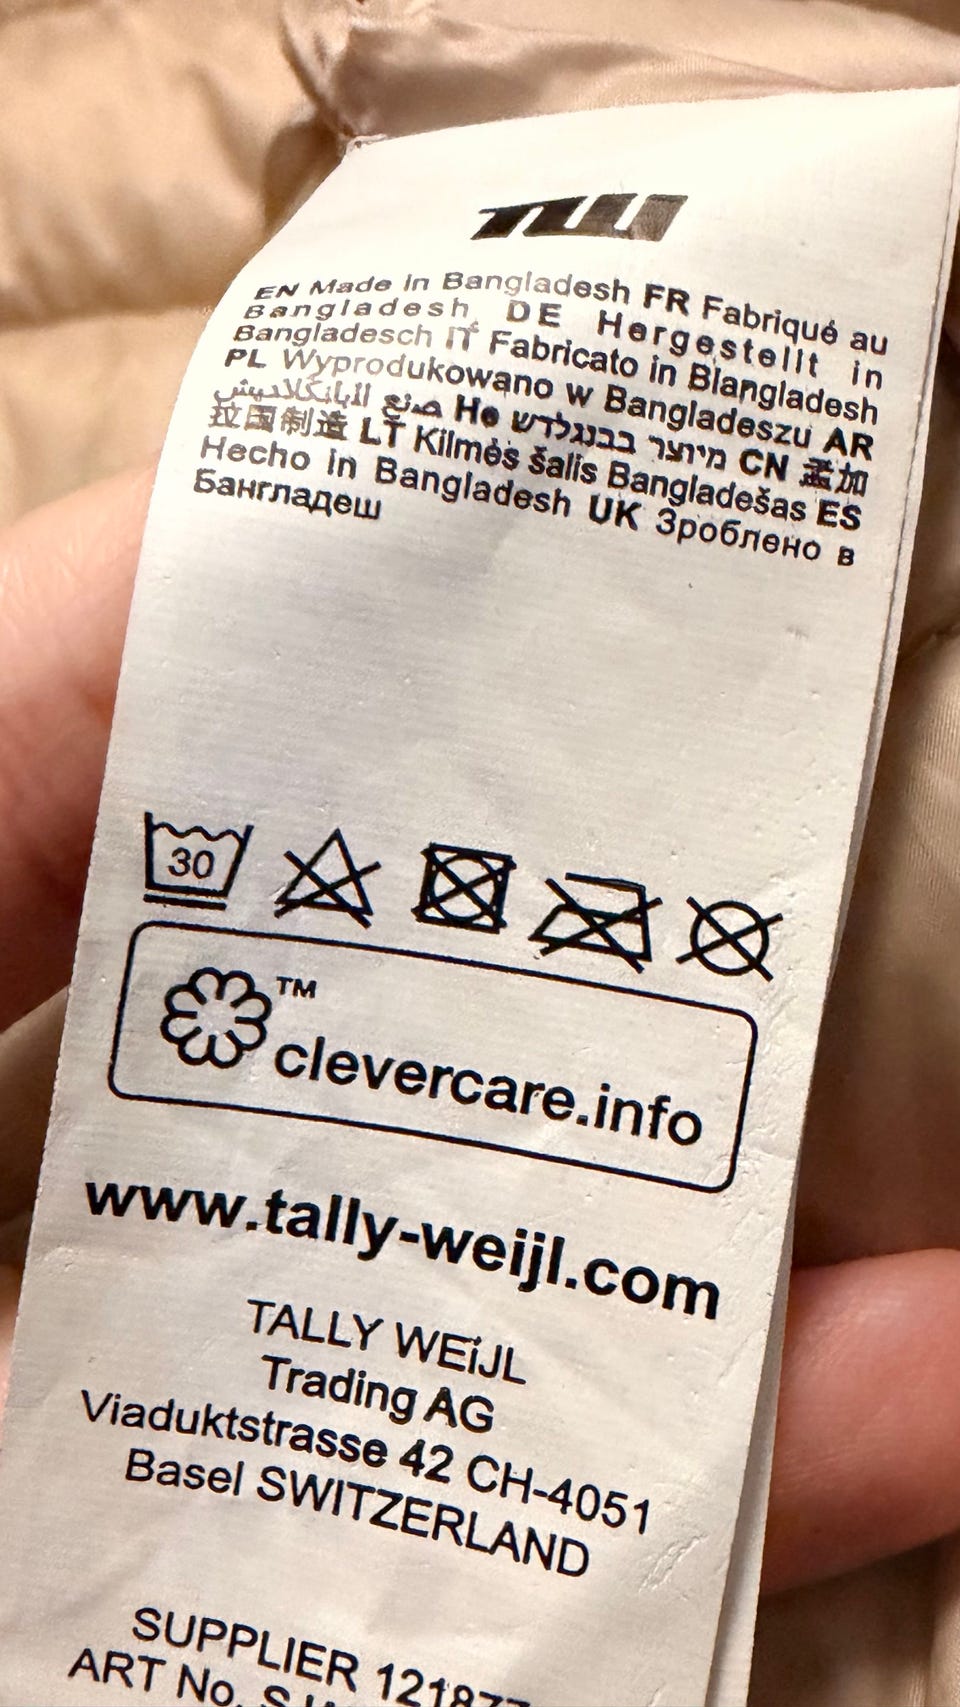 EN Made in Bangladesh FR Fabriqué au
Bangladesh DE Hergestellt in
Bangladesch IT Fabricato in Blangladesh
PL Wyprodukowano w Bangladeszu AR
صنع He מיוצר בבנגלדש CN 孟加
拉国制造 LT Kilmės šalis Bangladešas ES
Hecho in Bangladesh UK Зроблено в
Бангладеш
30
TM
clevercare.info
www.tally-weijl.com
TALLY WEiJL
Trading AG
Viaduktstrasse 42 CH-4051
Basel SWITZERLAND
SUPPLIER
ART No.